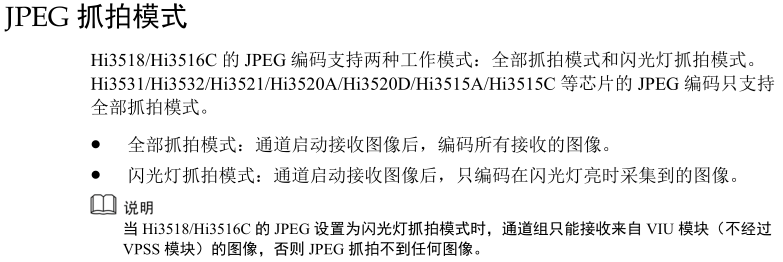 JPEG 抓拍模式
Hi3518/Hi3516C 的 JPEG 编码支持两种工作模式：全部抓拍模式和闪光灯抓拍模式。
Hi3531/Hi3532/Hi3521/Hi3520A/Hi3520D/Hi3515A/Hi3515C 等芯片的 JPEG 编码只支持
全部抓拍模式。
● 全部抓拍模式：通道启动接收图像后，编码所有接收的图像。
● 闪光灯抓拍模式：通道启动接收图像后，只编码在闪光灯亮时采集到的图像。
说明
当 Hi3518/Hi3516C 的 JPEG 设置为闪光灯抓拍模式时，通道组只能接收来自 VIU 模块（不经过
VPSS 模块）的图像，否则 JPEG 抓拍不到任何图像。